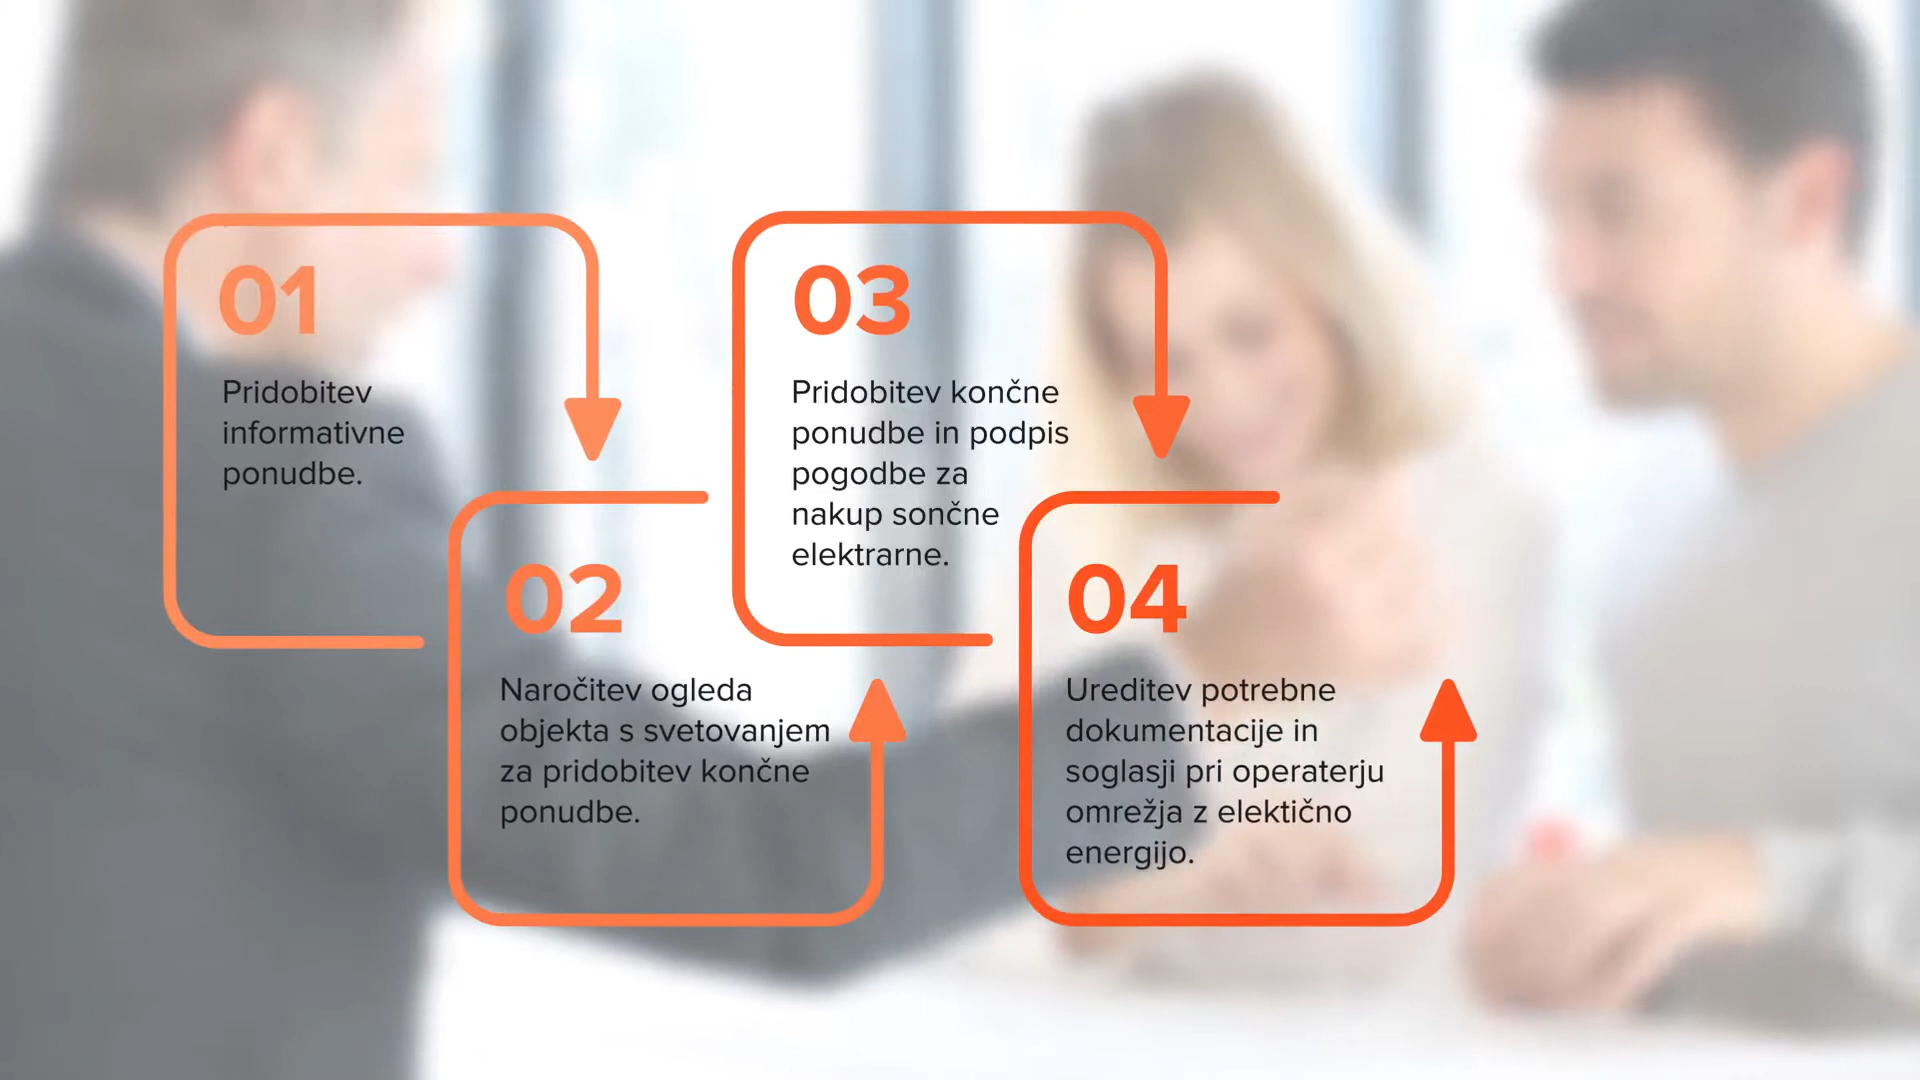 01
Pridobitev
informativne
ponudbe.
02
Naročitev ogleda
objekta s svetovanjem
za pridobitev končne
ponudbe.
03
Pridobitev končne
ponudbe in podpis
pogodbe za
nakup sončne
elektrarne.
04
Ureditev potrebne
dokumentacije in
soglasji pri operaterju
omrežja z elektično
energijo.